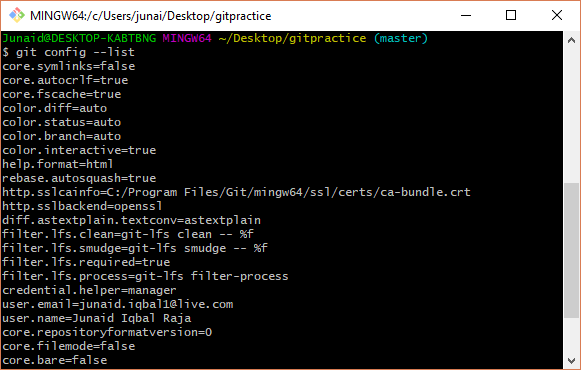 MINGW64:/c/Users/junai/Desktop/gitpractice
Junaid@DESKTOP-KABTBNG MINGW64 ~/Desktop/gitpractice (master)
$ git config --list
core.symlinks=false
core.autocrlf=true
core.fscache=true
color.diff=auto
color.status=auto
color.branch=auto
color.interactive=true
help.format=html
rebase.autosquash=true
http.sslcainfo=C:/Program Files/Git/mingw64/ssl/certs/ca-bundle.crt
http.sslbackend=openssl
diff.astextplain.textconv=astextplain
filter.lfs.clean=git-lfs clean -- %f
filter.lfs.smudge=git-lfs smudge -- %f
filter.lfs.required=true
filter.lfs.process=git-lfs filter-process
credential.helper=manager
user.email=junaid.iqbal1@live.com
user.name=Junaid Iqbal Raja
core.repositoryformatversion=0
core.filemode=false
core.bare=false